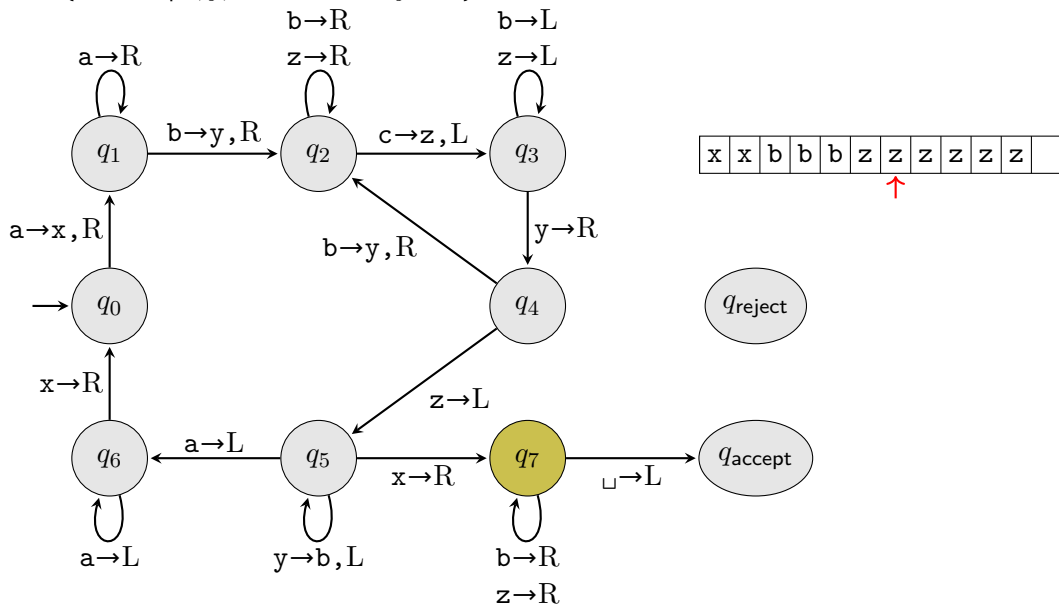 b→R
b→L
a→R
z→R
z→L
q1
b→y,R
q2
c→z,L
q3
x x b b b z z z z z z
↑
a→x,R
b→y,R
y→R
q0
q4
qreject
x→R
z→L
q6
a→L
q5
x→R
q7
␣→L
qaccept
a→L
y→b,L
b→R
z→R